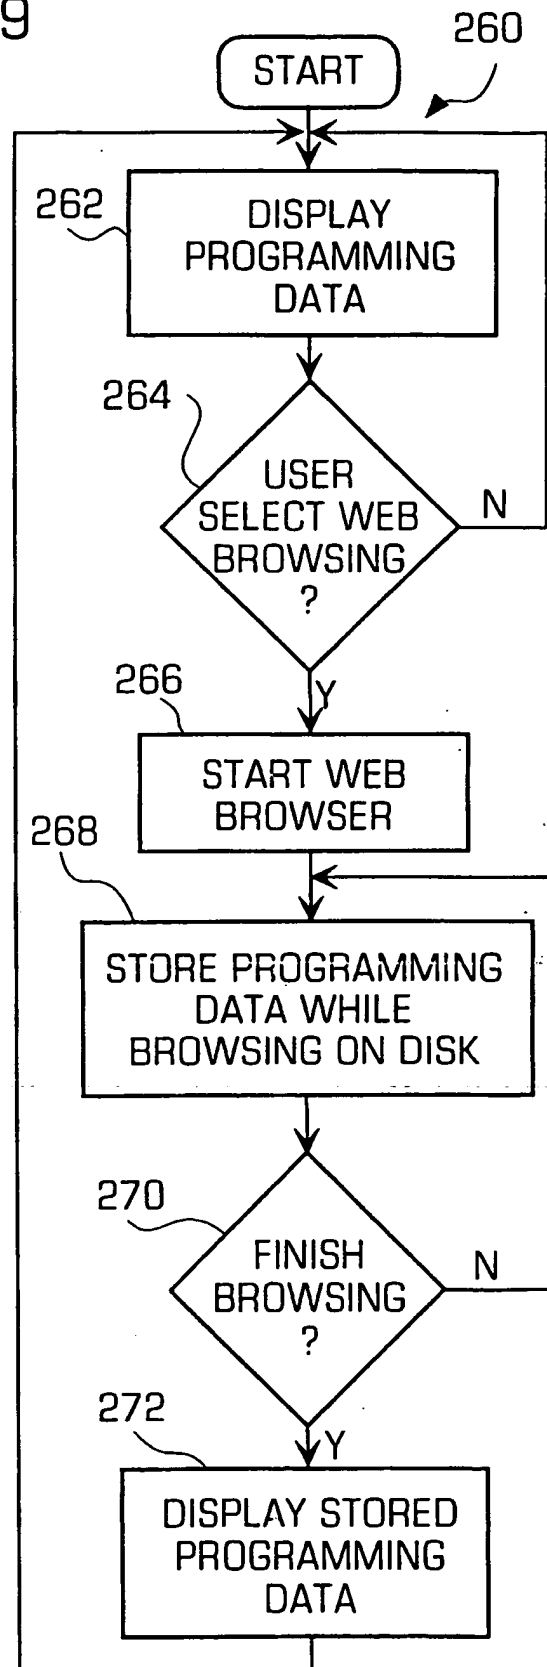 9
260
START
262
DISPLAY
PROGRAMMING
DATA
264
USER
SELECT WEB
BROWSING
?
N
Y
266
START WEB
BROWSER
268
STORE PROGRAMMING
DATA WHILE
BROWSING ON DISK
270
FINISH
BROWSING
?
N
Y
272
DISPLAY STORED
PROGRAMMING
DATA